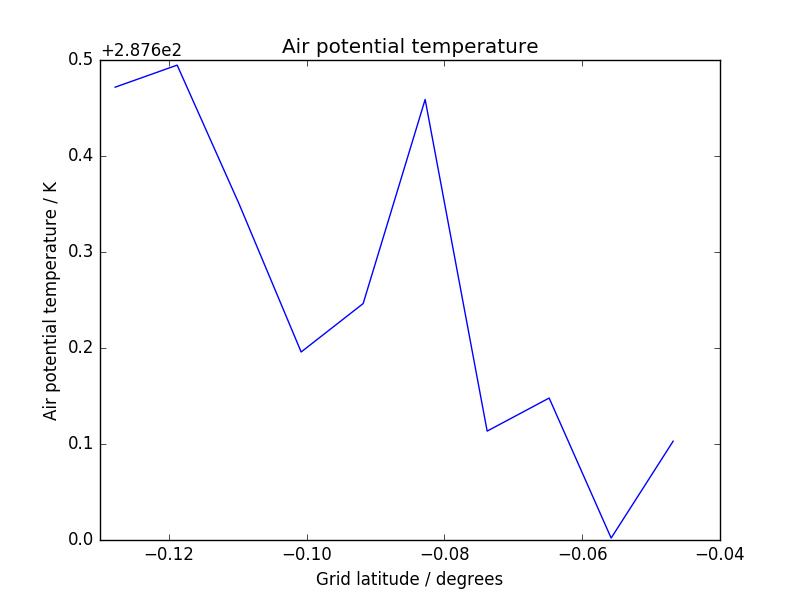 Air potential temperature
+2.876e2
0.5
0.4
0.3
0.2
0.1
0.0
Air potential temperature / K
−0.12 −0.10 −0.08 −0.06 −0.04
Grid latitude / degrees